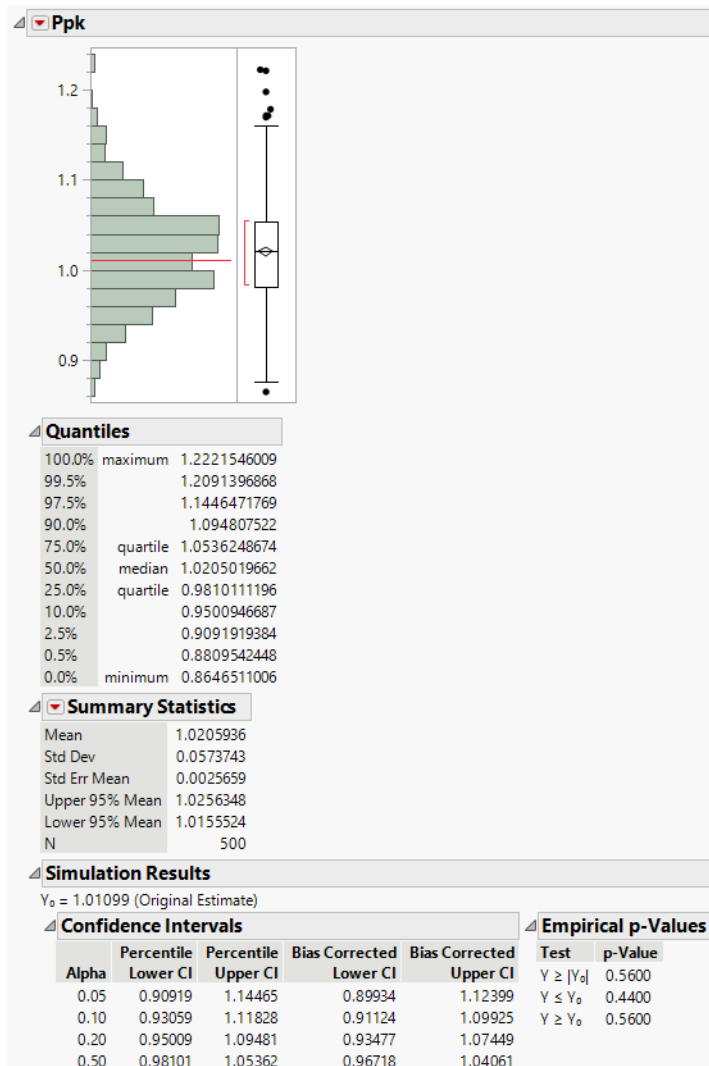 Ppk
1.2
1.1
1.0
0.9
Quantiles
100.0% maximum 1.2221546009
99.5% 1.2091396868
97.5% 1.1446471769
90.0% 1.094807522
75.0% quartile 1.0536248674
50.0% median 1.0205019662
25.0% quartile 0.9810111196
10.0% 0.9500946687
2.5% 0.9091919384
0.5% 0.8809542448
0.0% minimum 0.8646511006
Summary Statistics
Mean 1.0205936
Std Dev 0.0573743
Std Err Mean 0.0025659
Upper 95% Mean 1.0256348
Lower 95% Mean 1.0155524
N 500
Simulation Results
Y₀ = 1.01099 (Original Estimate)
Confidence Intervals
Alpha Percentile Lower CI Percentile Upper CI Bias Corrected Lower CI Bias Corrected Upper CI
0.05 0.90919 1.14465 0.89934 1.12399
0.10 0.93059 1.11828 0.91124 1.09925
0.20 0.95009 1.09481 0.93477 1.07449
0.50 0.98101 1.05362 0.96718 1.04061
Empirical p-Values
Test p-Value
Y ≥ |Y₀| 0.5600
Y ≤ Y₀ 0.4400
Y ≥ Y₀ 0.5600